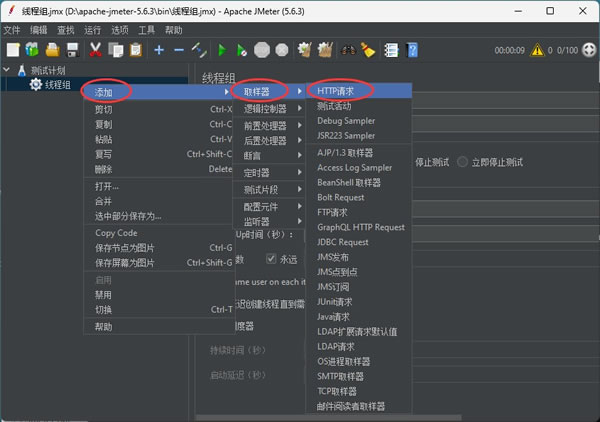 线程组.jmx (D:\apache-jmeter-5.6.3\bin\线程组.jmx) - Apache JMeter (5.6.3)
文件 编辑 查找 运行 选项 工具 帮助
00:00:09 0 0/100
测试计划
线程组
线程组
添加
剪切 Ctrl-X
复制 Ctrl-C
粘贴 Ctrl-V
复写 Ctrl+Shift-C
删除 Delete
打开...
合并
选中部分保存为...
Copy Code
保存节点为图片 Ctrl-G
保存屏幕为图片 Ctrl+Shift-G
启用
禁用
切换 Ctrl-T
帮助
取样器
逻辑控制器
前置处理器
后置处理器
断言
定时器
测试片段
配置元件
监听器
HTTP请求
测试活动
Debug Sampler
JSR223 Sampler
AJP/1.3 取样器
Access Log Sampler
BeanShell 取样器
Bolt Request
FTP请求
GraphQL HTTP Request
JDBC Request
JMS发布
JMS点到点
JMS订阅
JUnit请求
Java请求
LDAP扩展请求默认值
LDAP请求
OS进程取样器
SMTP取样器
TCP取样器
邮件阅读者取样器
停止测试 立即停止测试
Up时间（秒）：
数 永远
ame user on each it
迟创建线程直到需
度器
持续时间（秒）
启动延迟（秒）